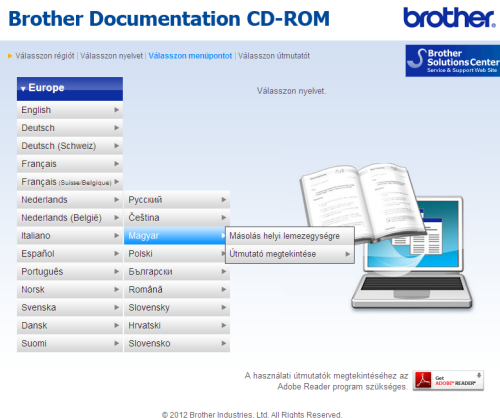 Brother Documentation CD-ROM
brother®
Válasszon régiót | Válasszon nyelvet | Válasszon menüpontot | Válasszon útmutatót
Brother
Solutions Center
Service & Support Web Site
Europe
Válasszon nyelvet.
English
Deutsch
Deutsch (Schweiz)
Français
Français (Suisse/Belgique)
Nederlands
Русский
Nederlands (België)
Čeština
Italiano
Magyar
Másolás helyi lemezegységre
Español
Polski
Útmutató megtekintése
Português
Български
Norsk
Română
Svenska
Slovensky
Dansk
Hrvatski
Suomi
Slovensko
A használati útmutatók megtekintéséhez az
Adobe Reader program szükséges
Get
ADOBE® READER®
© 2012 Brother Industries, Ltd. All Rights Reserved.